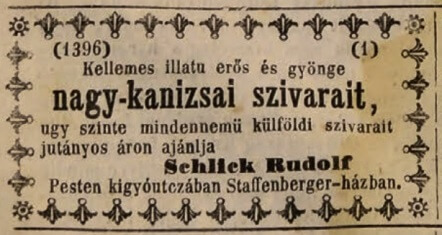 (1396) (1)
Kellemes illatu erős és gyönge
nagy-kanizsai szivarait,
ugy szinte mindennemü külföldi szivarait
jutányos áron ajánlja
Schlick Rudolf
Pesten kigyóutczában Staffenberger-házban.